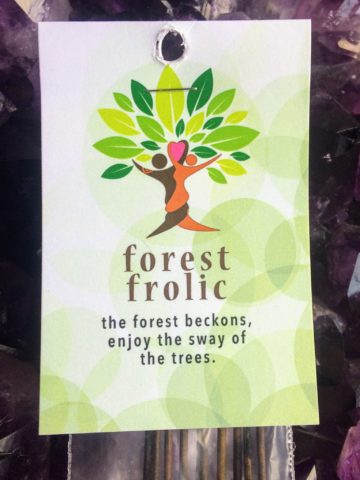 forest
frolic
the forest beckons,
enjoy the sway of
the trees.